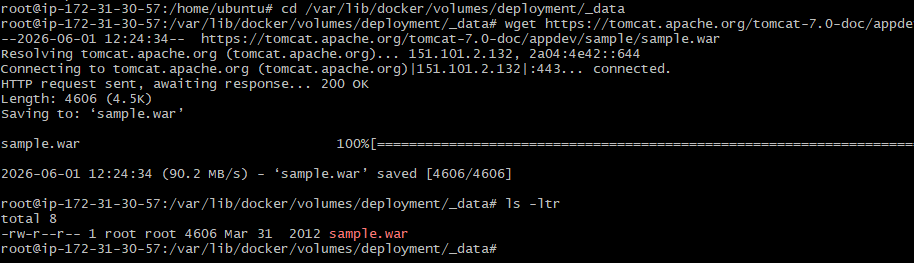 root@ip-172-31-30-57:/home/ubuntu# cd /var/lib/docker/volumes/deployment/_data
root@ip-172-31-30-57:/var/lib/docker/volumes/deployment/_data# wget https://tomcat.apache.org/tomcat-7.0-doc/appde
--2026-06-01 12:24:34--  https://tomcat.apache.org/tomcat-7.0-doc/appdev/sample/sample.war
Resolving tomcat.apache.org (tomcat.apache.org)... 151.101.2.132, 2a04:4e42::644
Connecting to tomcat.apache.org (tomcat.apache.org)|151.101.2.132|:443... connected.
HTTP request sent, awaiting response... 200 OK
Length: 4606 (4.5K)
Saving to: ‘sample.war’
sample.war                            100%[==================================================================
2026-06-01 12:24:34 (90.2 MB/s) - ‘sample.war’ saved [4606/4606]
root@ip-172-31-30-57:/var/lib/docker/volumes/deployment/_data# ls -ltr
total 8
-rw-r--r-- 1 root root 4606 Mar 31  2012 sample.war
root@ip-172-31-30-57:/var/lib/docker/volumes/deployment/_data#